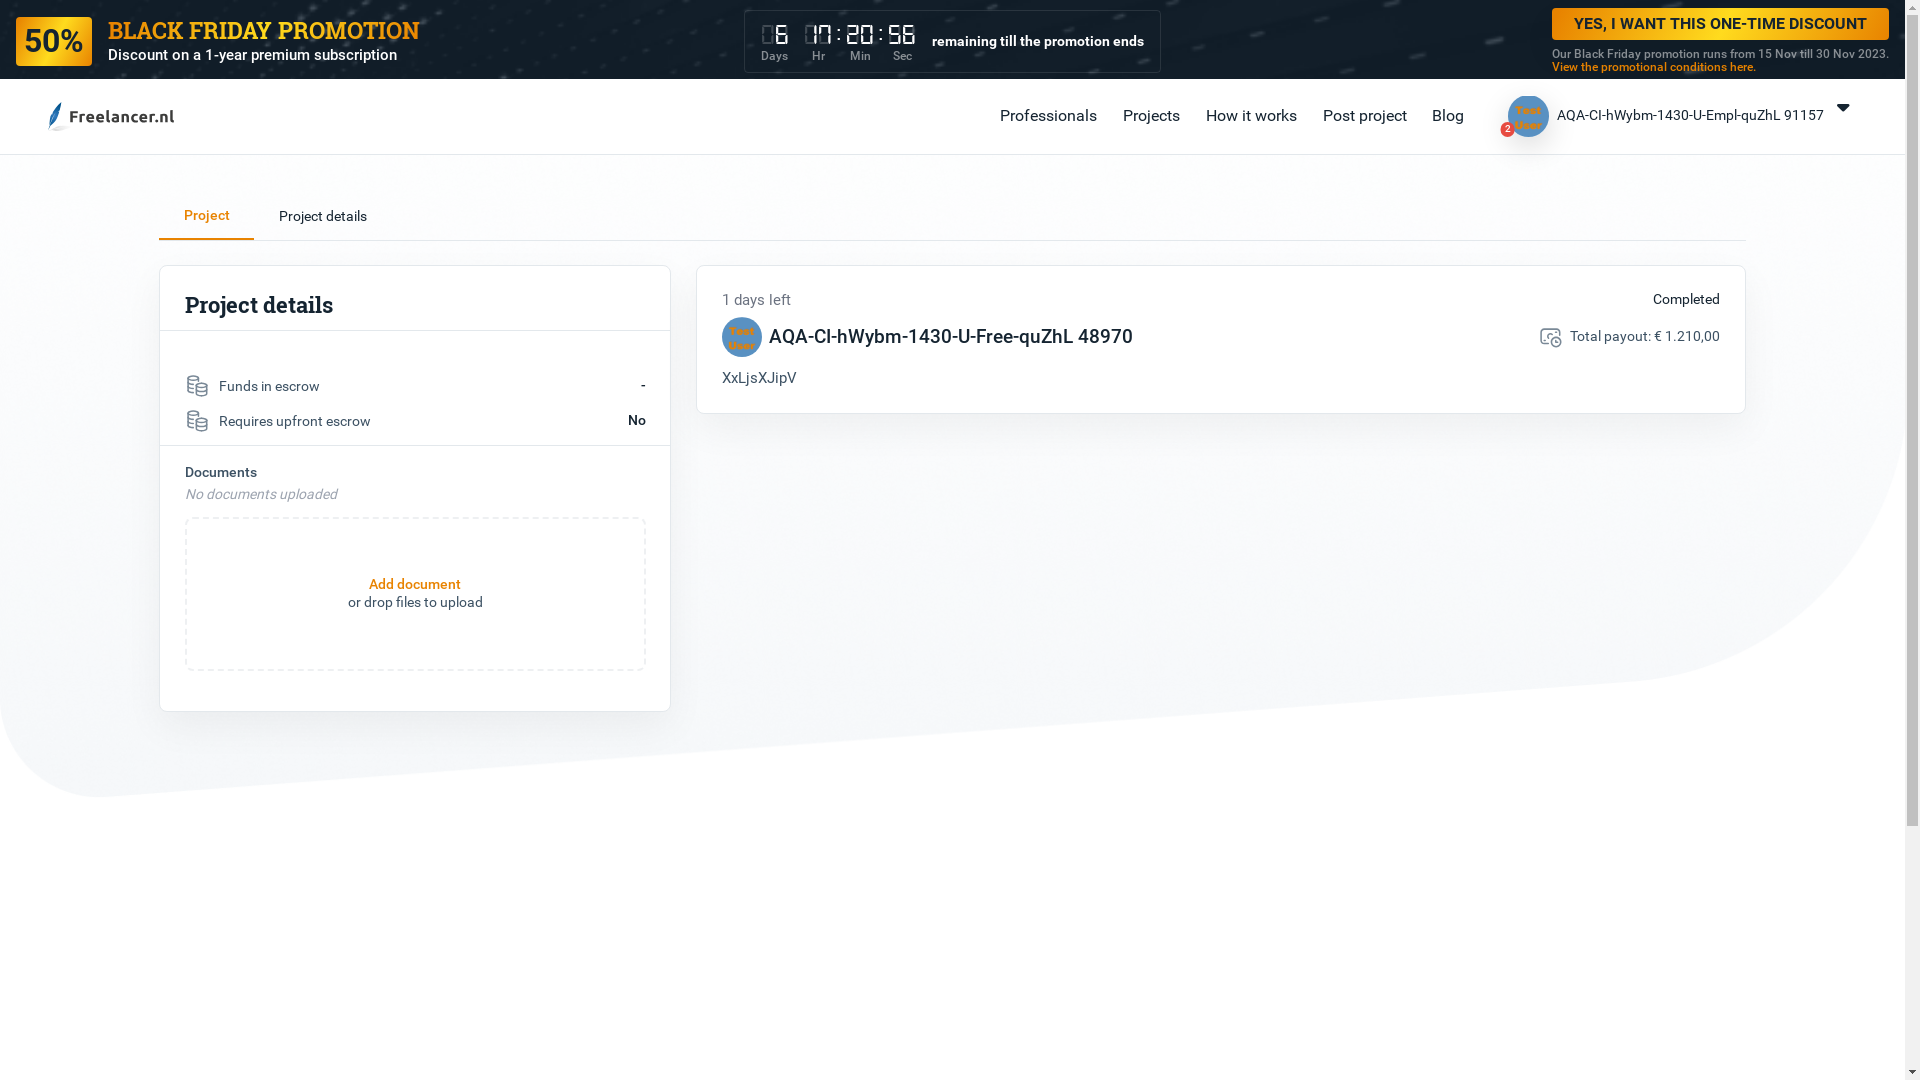 50%
BLACK FRIDAY PROMOTION
Discount on a 1-year premium subscription
6 17 : 20 : 56
Days Hr Min Sec
remaining till the promotion ends
YES, I WANT THIS ONE-TIME DISCOUNT
Our Black Friday promotion runs from 15 Nov till 30 Nov 2023.
View the promotional conditions here.
Freelancer.nl
Professionals
Projects
How it works
Post project
Blog
Test
User
2
AQA-CI-hWybm-1430-U-Empl-quZhL 91157
Project
Project details
Project details
Funds in escrow -
Requires upfront escrow No
Documents
No documents uploaded
Add document
or drop files to upload
1 days left
Completed
Test
User
AQA-CI-hWybm-1430-U-Free-quZhL 48970
Total payout: € 1.210,00
XxLjsXJipV